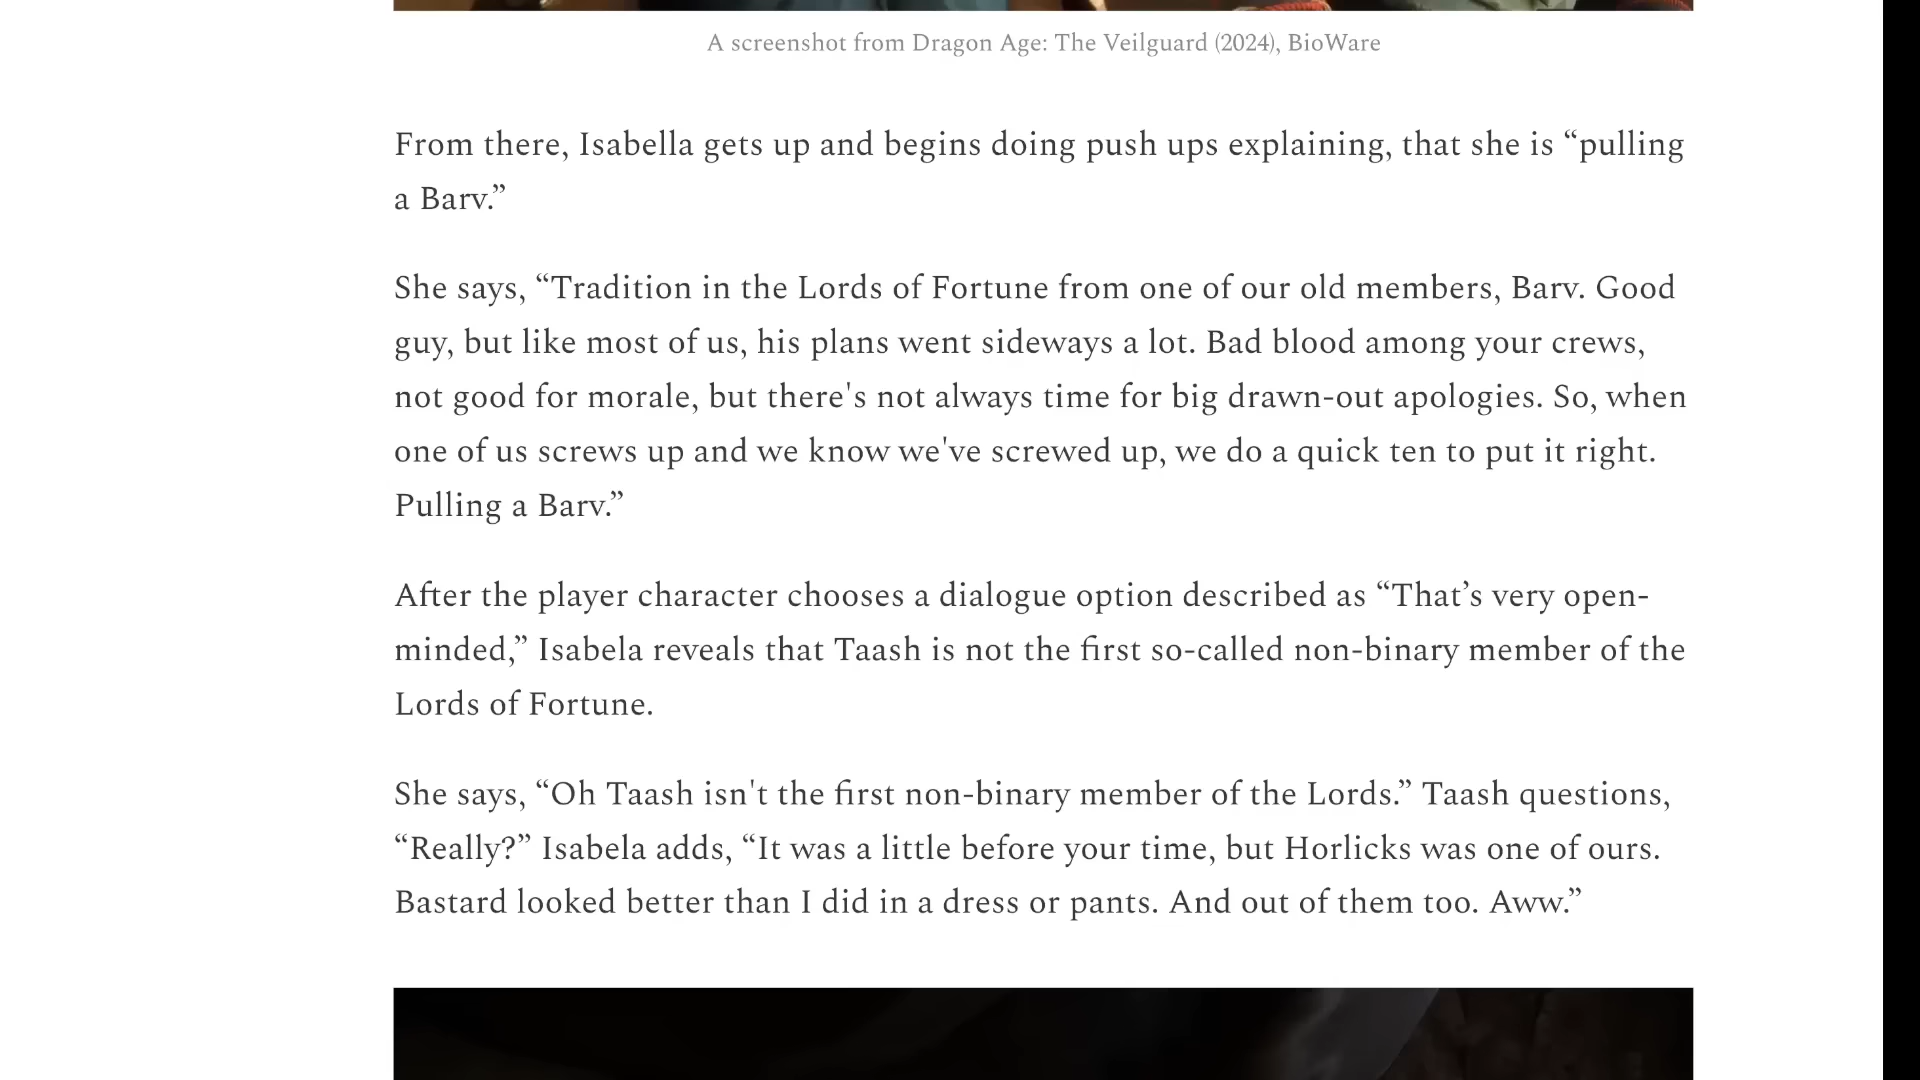 A screenshot from Dragon Age: The Veilguard (2024), BioWare
From there, Isabella gets up and begins doing push ups explaining, that she is “pulling
a Barv.”
She says, “Tradition in the Lords of Fortune from one of our old members, Barv. Good
guy, but like most of us, his plans went sideways a lot. Bad blood among your crews,
not good for morale, but there's not always time for big drawn-out apologies. So, when
one of us screws up and we know we've screwed up, we do a quick ten to put it right.
Pulling a Barv.”
After the player character chooses a dialogue option described as “That’s very open-
minded,” Isabela reveals that Taash is not the first so-called non-binary member of the
Lords of Fortune.
She says, “Oh Taash isn't the first non-binary member of the Lords.” Taash questions,
“Really?” Isabela adds, “It was a little before your time, but Horlicks was one of ours.
Bastard looked better than I did in a dress or pants. And out of them too. Aww.”